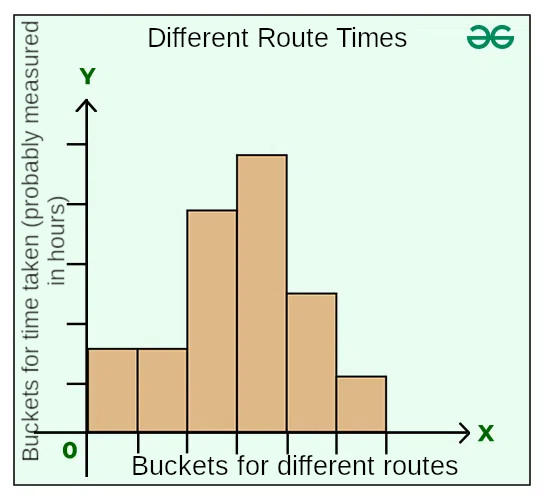 Different Route Times
Y
Buckets for time taken (probably measured
in hours)
0
X
Buckets for different routes